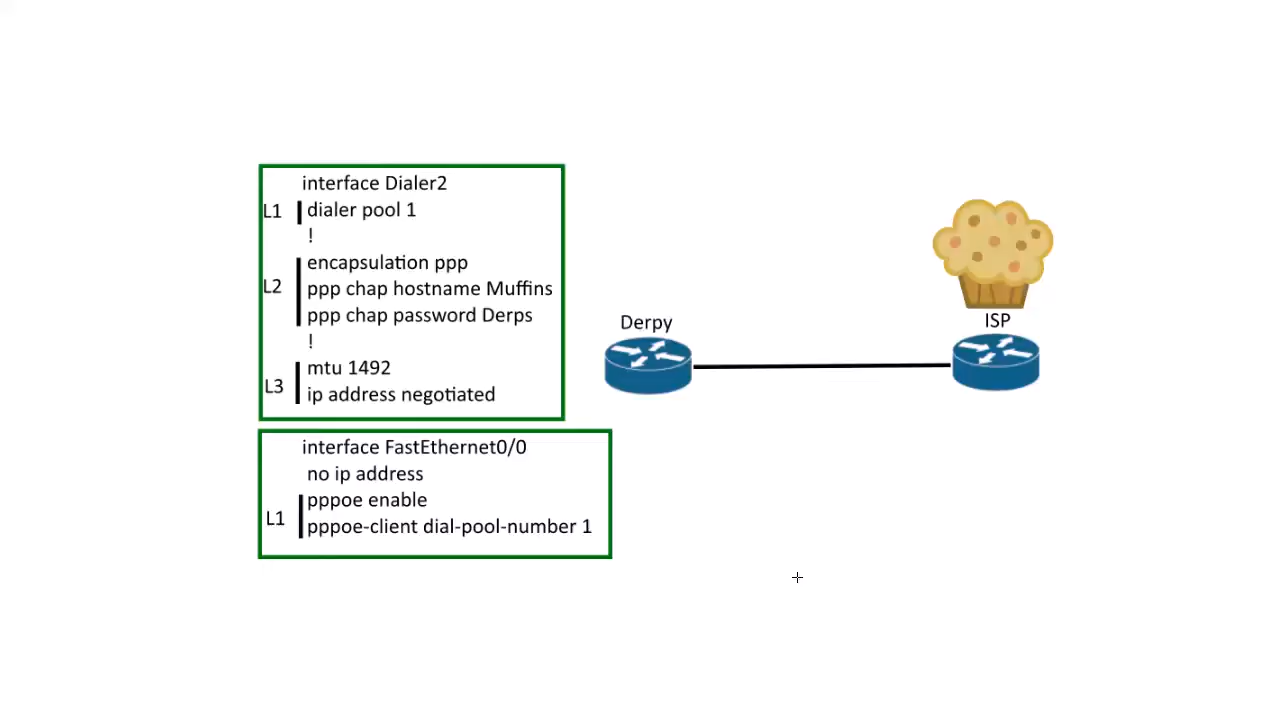 interface Dialer2
L1 dialer pool 1
!
encapsulation ppp
L2 ppp chap hostname Muffins
ppp chap password Derps
!
mtu 1492
L3 ip address negotiated
interface FastEthernet0/0
no ip address
pppoe enable
L1 pppoe-client dial-pool-number 1
Derpy
ISP